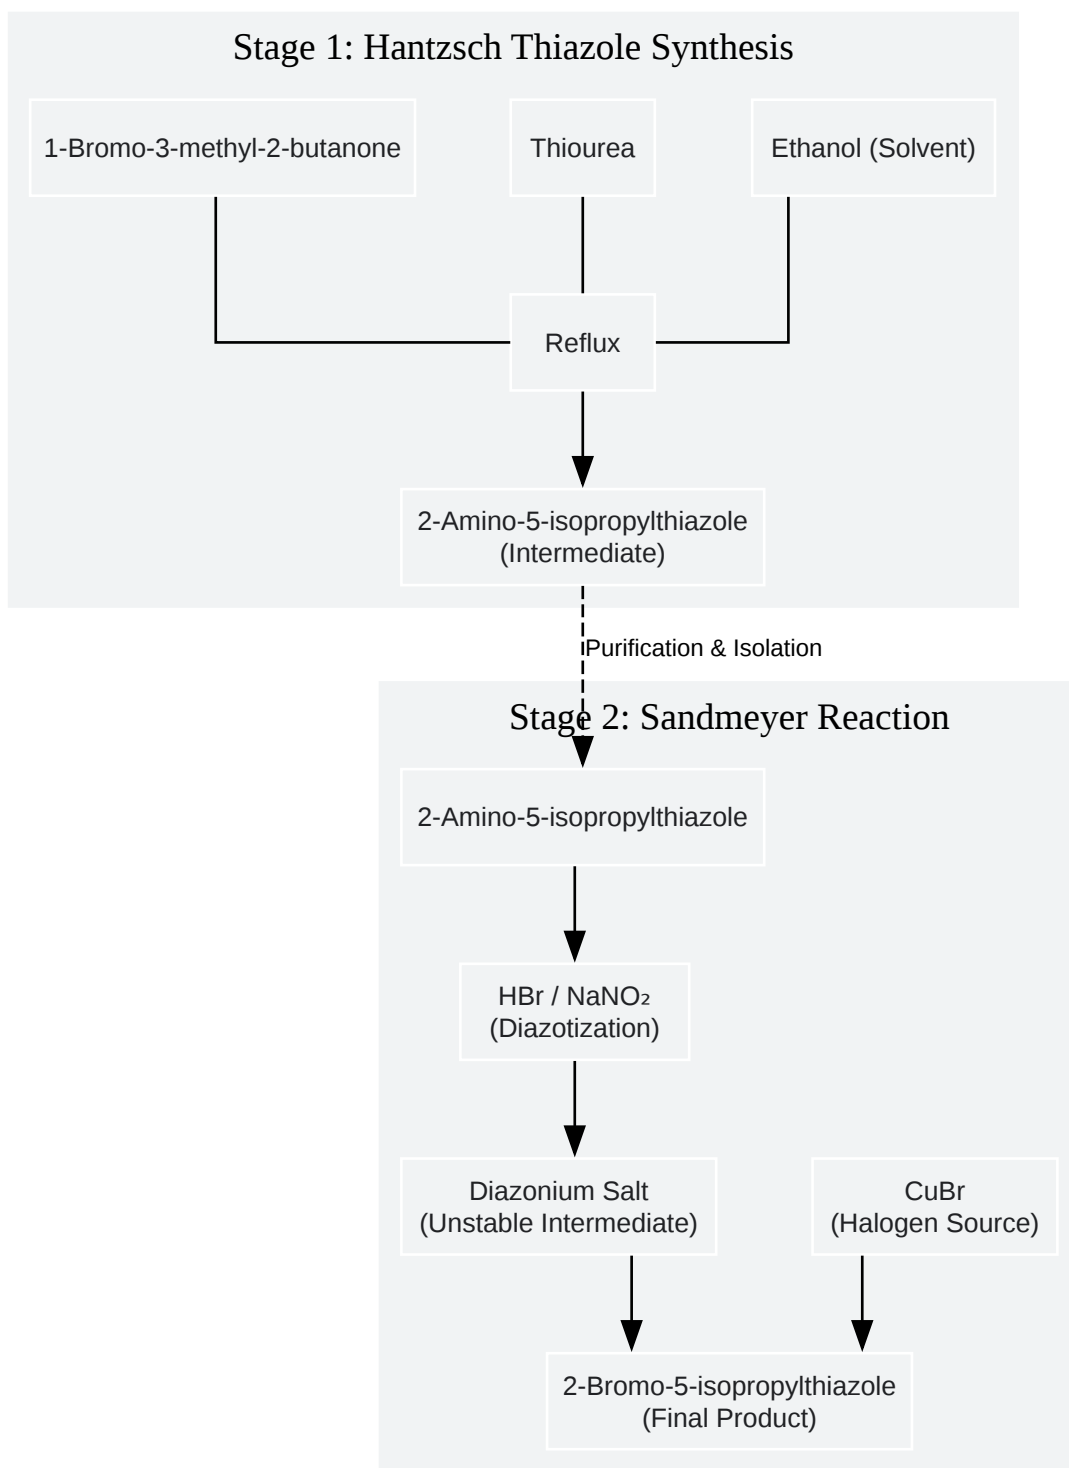 Stage 1: Hantzsch Thiazole Synthesis
1-Bromo-3-methyl-2-butanone
Thiourea
Ethanol (Solvent)
Reflux
2-Amino-5-isopropylthiazole
(Intermediate)
Purification & Isolation
Stage 2: Sandmeyer Reaction
2-Amino-5-isopropylthiazole
HBr / NaNO₂
(Diazotization)
Diazonium Salt
(Unstable Intermediate)
CuBr
(Halogen Source)
2-Bromo-5-isopropylthiazole
(Final Product)